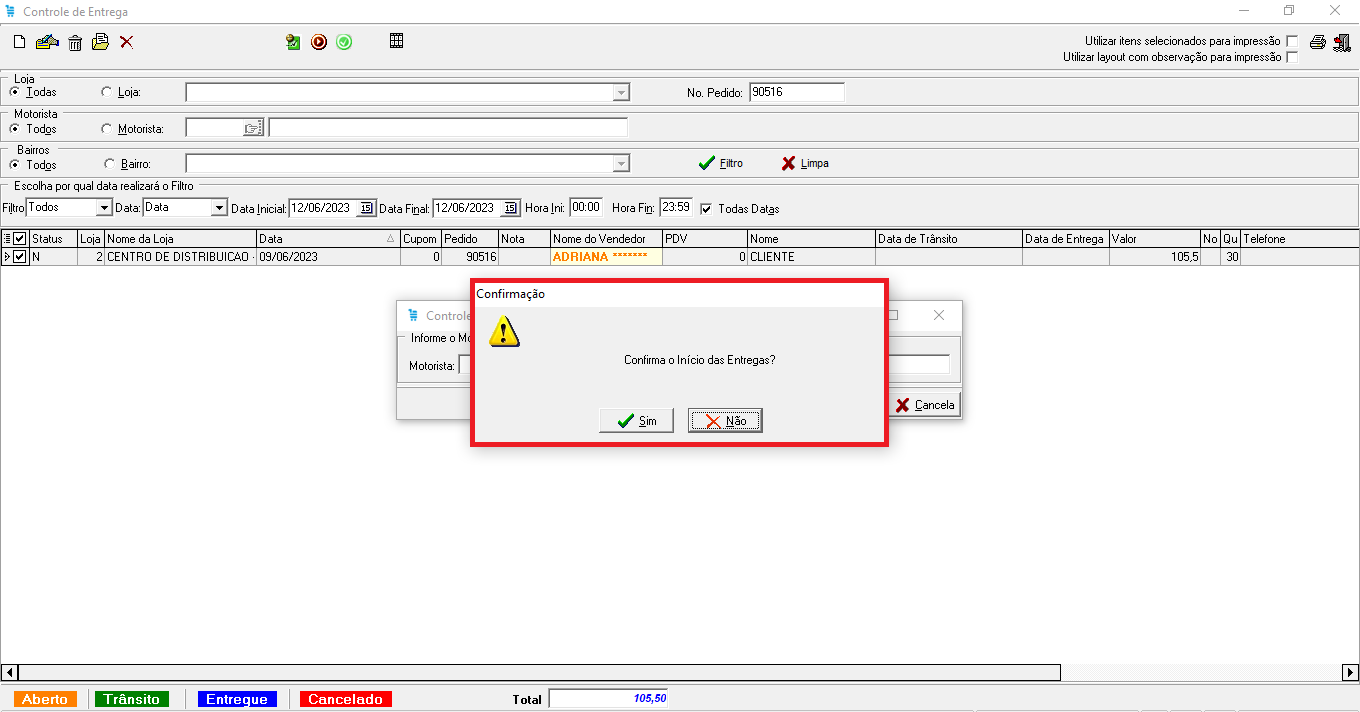 Controle de Entrega
Utilizar itens selecionados para impressão
Utilizar layout com observação para impressão
Loja
Todas Loja: No. Pedido: 90516
Motorista
Todos Motorista:
Bairros
Todos Bairro: Filtro Limpa
Escolha por qual data realizará o Filtro
Filtro Todos Data: Data Data Inicial: 12/06/2023 15 Data Final: 12/06/2023 15 Hora Ini: 00:00 Hora Fin: 23:59 Todas Datas
Status Loja Nome da Loja Data Cupom Pedido Nota Nome do Vendedor PDV Nome Data de Trânsito Data de Entrega Valor No Qu Telefone
N 2 CENTRO DE DISTRIBUICAO - 09/06/2023 0 90516 ADRIANA ******* 0 CLIENTE 105,5 30
Confirmação
Controle
Informe o Mo
Confirma o Início das Entregas?
Motorista:
Cancela
Sim Não
Aberto Trânsito Entregue Cancelado Total 105,50